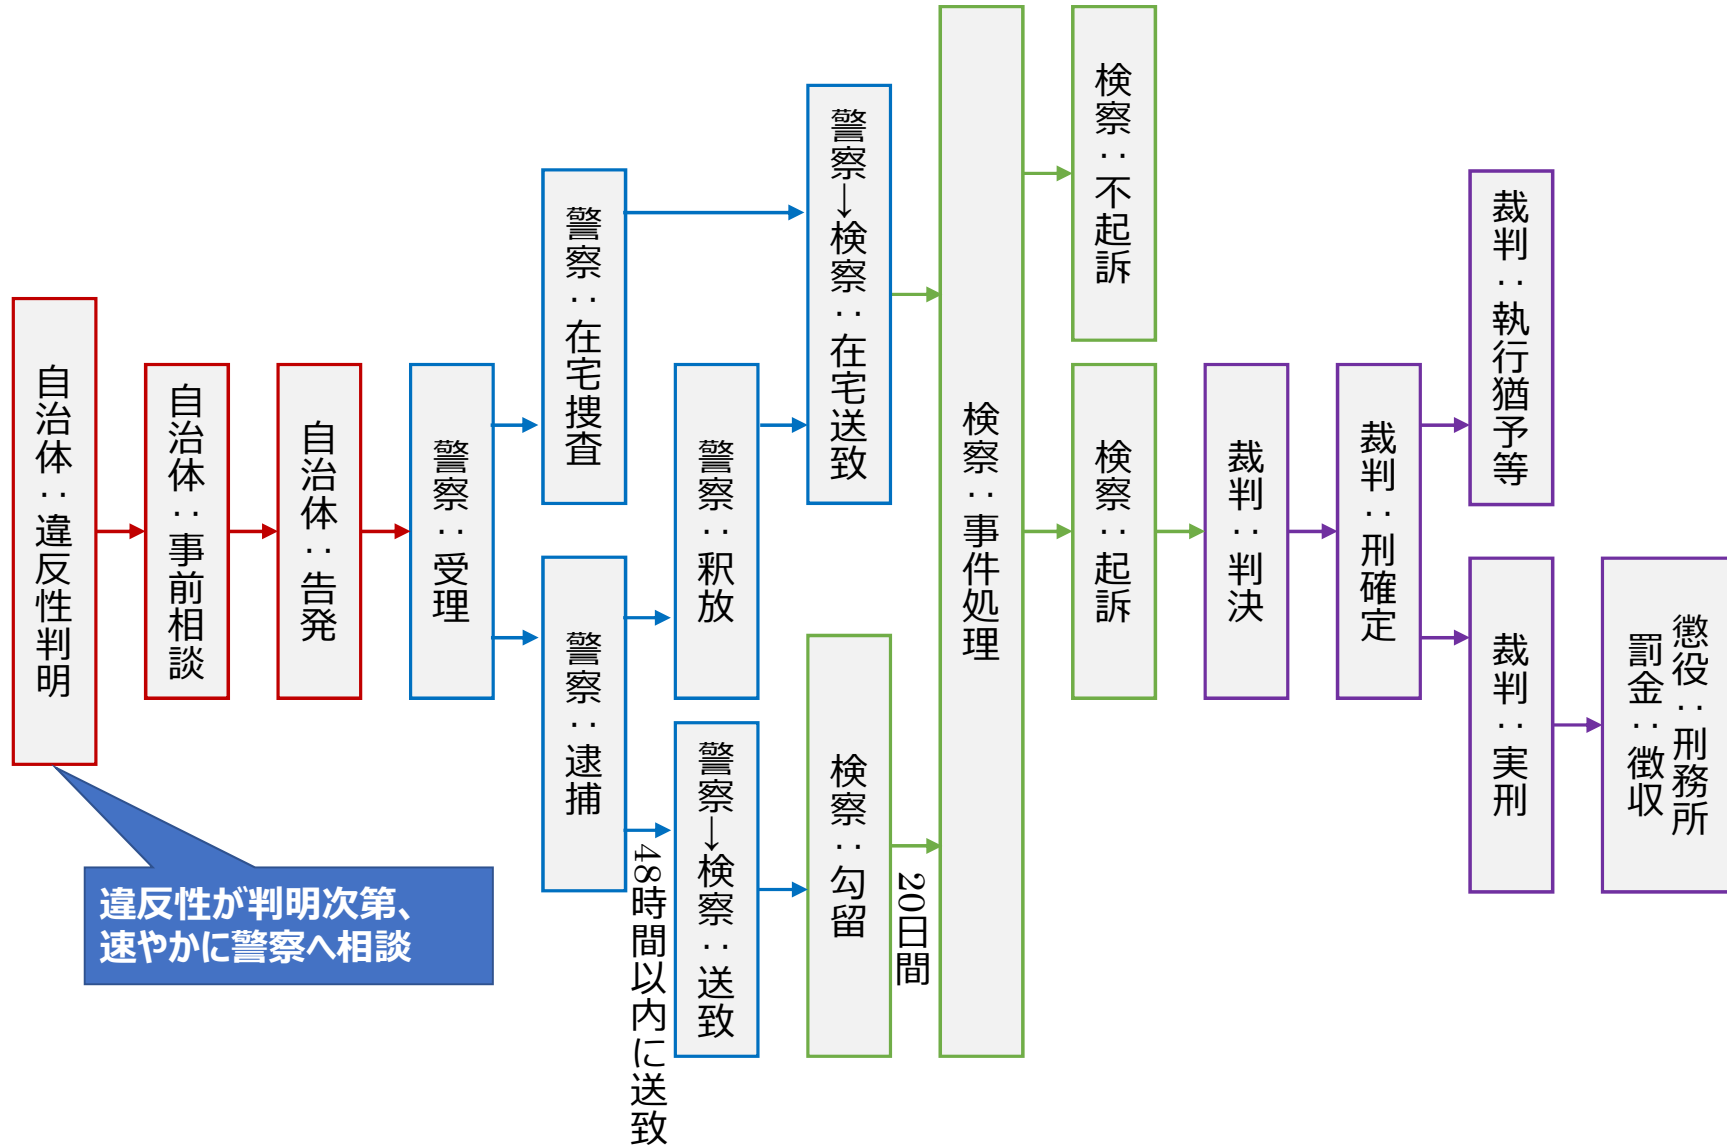 自治体：違反性判明
自治体：事前相談
自治体：告発
警察：受理
警察：在宅捜査
警察：逮捕
48時間以内に送致
警察：釈放
警察→検察：送致
警察→検察：在宅送致
検察：勾留
20日間
検察：事件処理
検察：不起訴
検察：起訴
裁判：判決
裁判：刑確定
裁判：執行猶予等
裁判：実刑
懲役：刑務所
罰金：徴収
違反性が判明次第、
速やかに警察へ相談